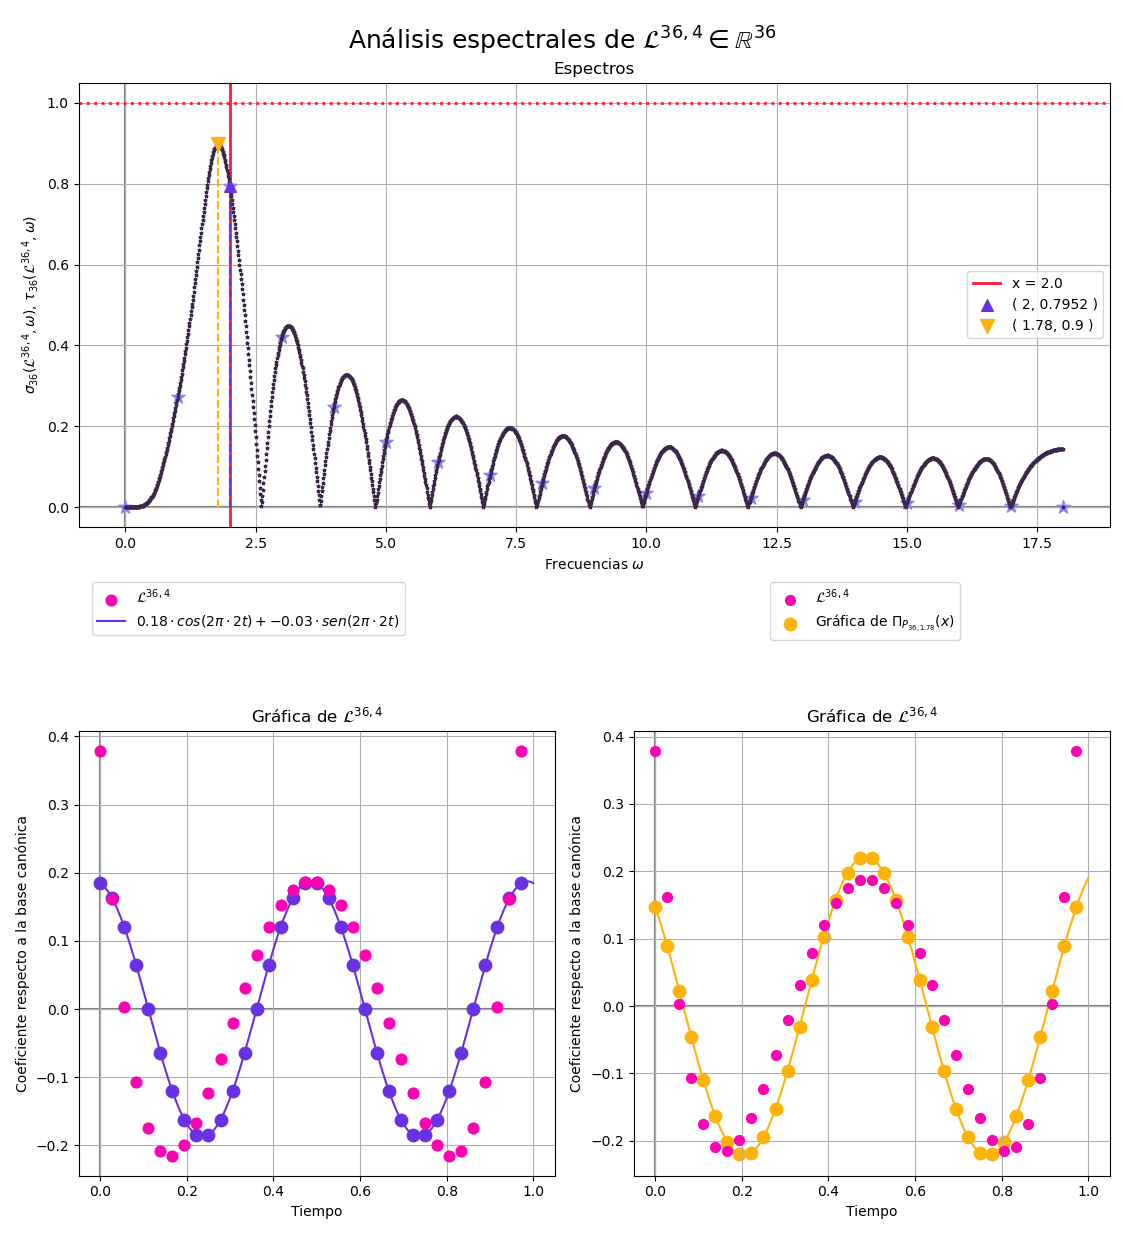 Análisis espectrales de ℒ^{36,4} ∈ ℝ^{36}
Espectros
σ_{36}(ℒ^{36,4}, ω), τ_{36}(ℒ^{36,4}, ω)
1.0
0.8
0.6
0.4
0.2
0.0
x = 2.0
( 2, 0.7952 )
( 1.78, 0.9 )
0.0 2.5 5.0 7.5 10.0 12.5 15.0 17.5
Frecuencias ω
ℒ^{36,4}
0.18 · cos(2π · 2t) + −0.03 · sen(2π · 2t)
ℒ^{36,4}
Gráfica de Π_{P_{36,1.78}}(x)
Gráfica de ℒ^{36,4}
Coeficiente respecto a la base canónica
0.4
0.3
0.2
0.1
0.0
−0.1
−0.2
0.0 0.2 0.4 0.6 0.8 1.0
Tiempo
Gráfica de ℒ^{36,4}
Coeficiente respecto a la base canónica
0.4
0.3
0.2
0.1
0.0
−0.1
−0.2
0.0 0.2 0.4 0.6 0.8 1.0
Tiempo